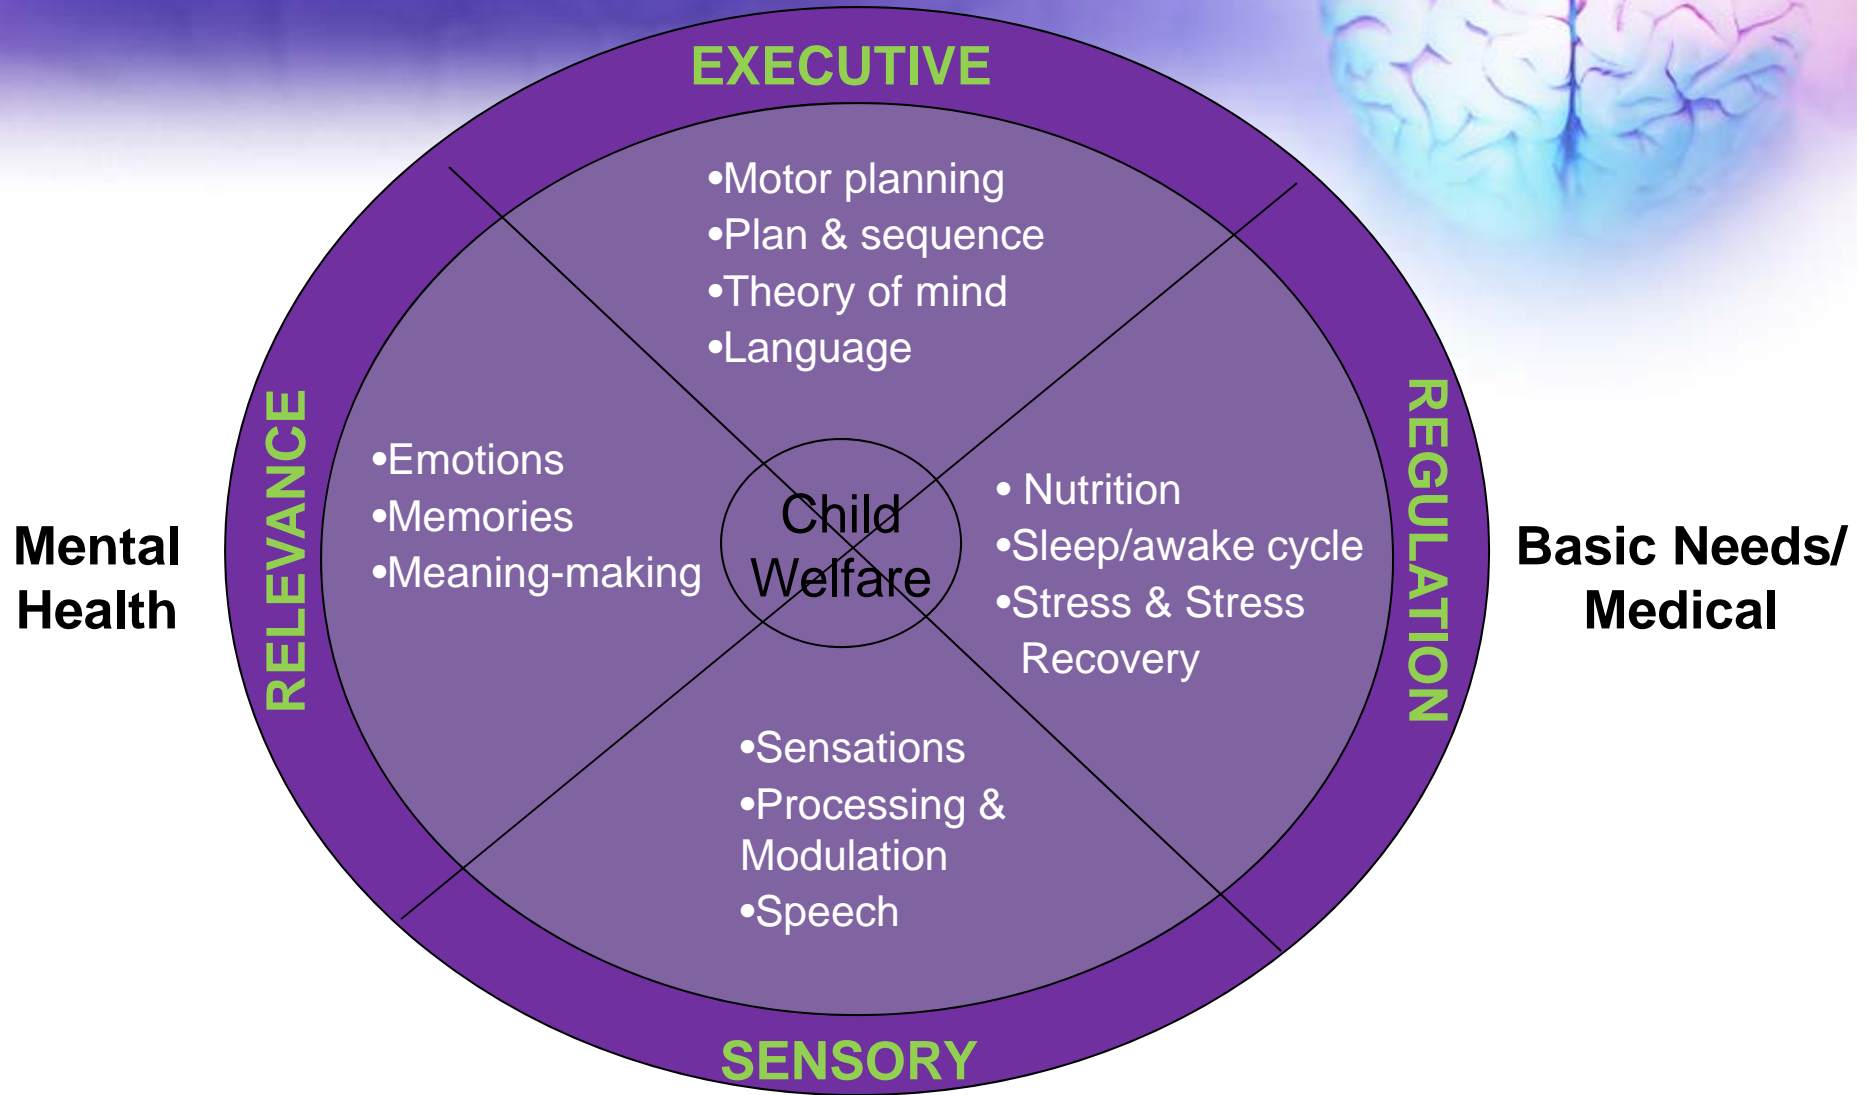 EXECUTIVE
•Motor planning
•Plan & sequence
•Theory of mind
•Language
RELEVANCE
•Emotions
•Memories
•Meaning-making
Child
Welfare
• Nutrition
•Sleep/awake cycle
•Stress & Stress
Recovery
REGULATION
Mental
Health
Basic Needs/
Medical
•Sensations
•Processing &
Modulation
•Speech
SENSORY